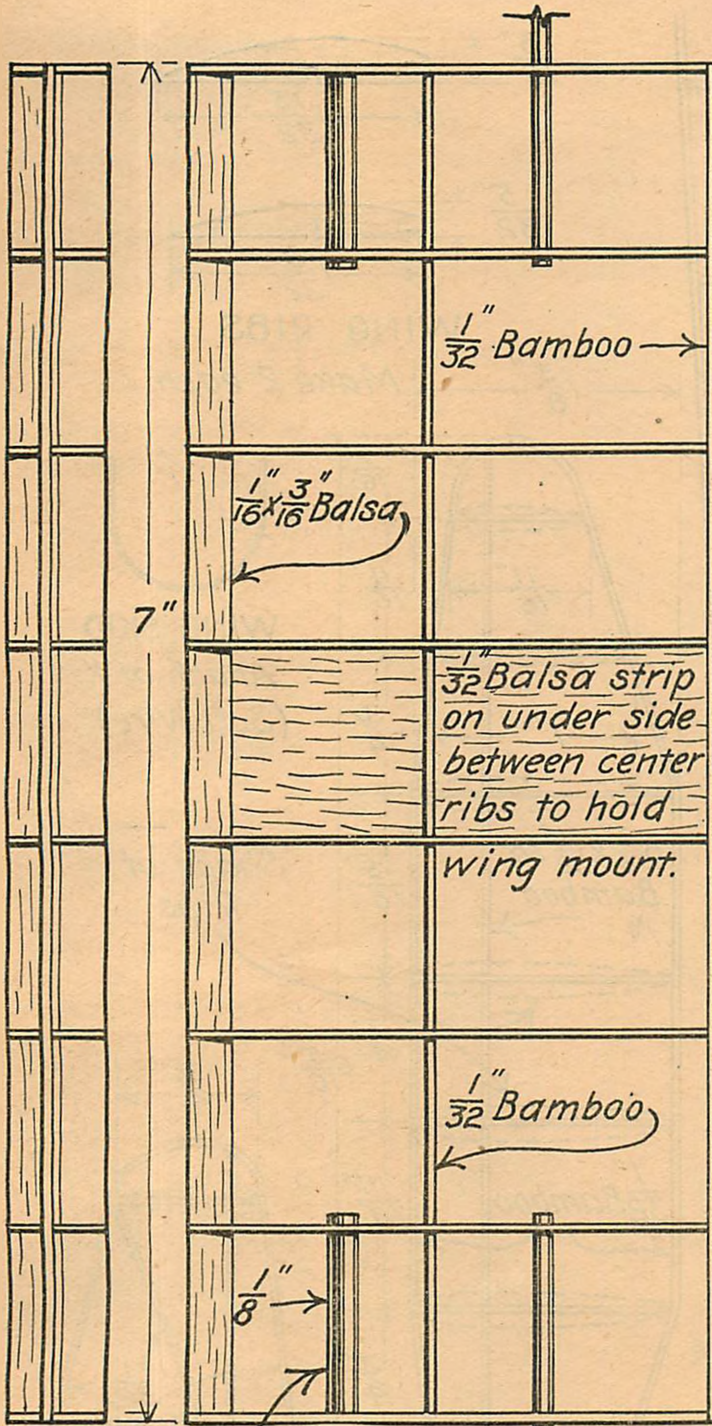 1/32" Bamboo
1/16" x 3/16" Balsa
7"
1/32" Balsa strip
on under side
between center
ribs to hold
wing mount.
1/32" Bamboo
1/8"